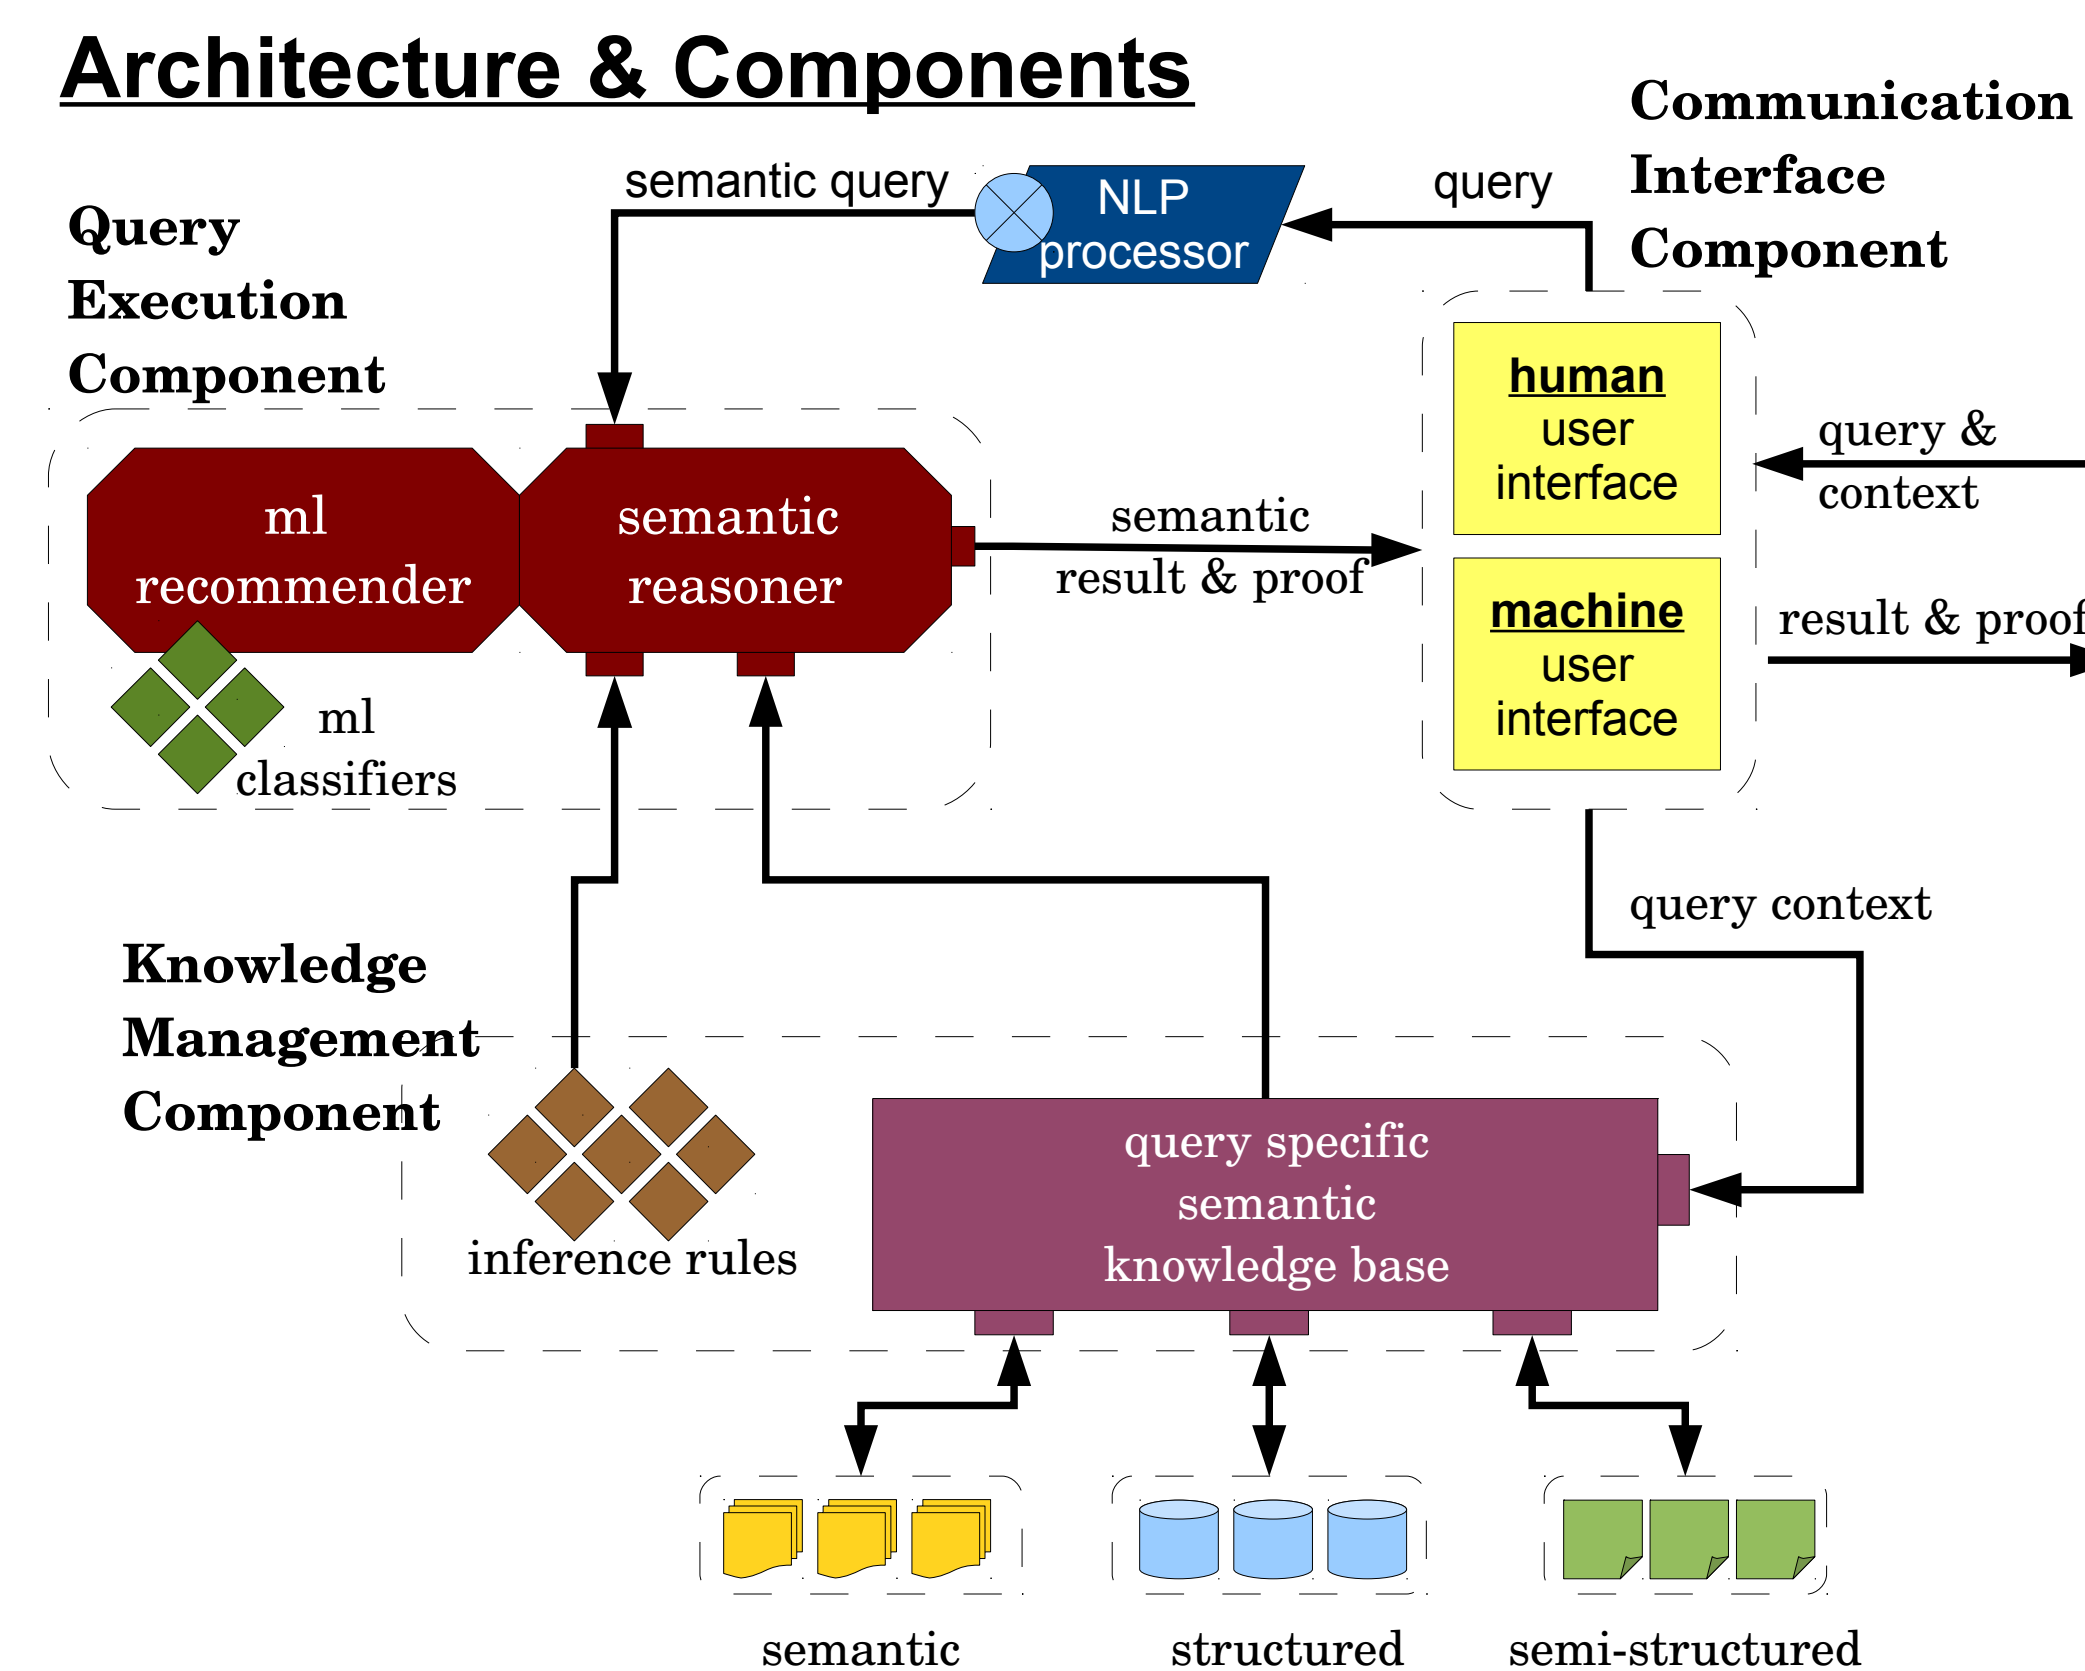 Architecture & Components
Communication
Interface
Component
semantic query
NLP
processor
query
Query
Execution
Component
human
user
interface
query &
context
ml
recommender
semantic
reasoner
semantic
result & proof
machine
user
interface
result & proof
ml
classifiers
query context
Knowledge
Management
Component
inference rules
query specific
semantic
knowledge base
semantic
structured
semi-structured